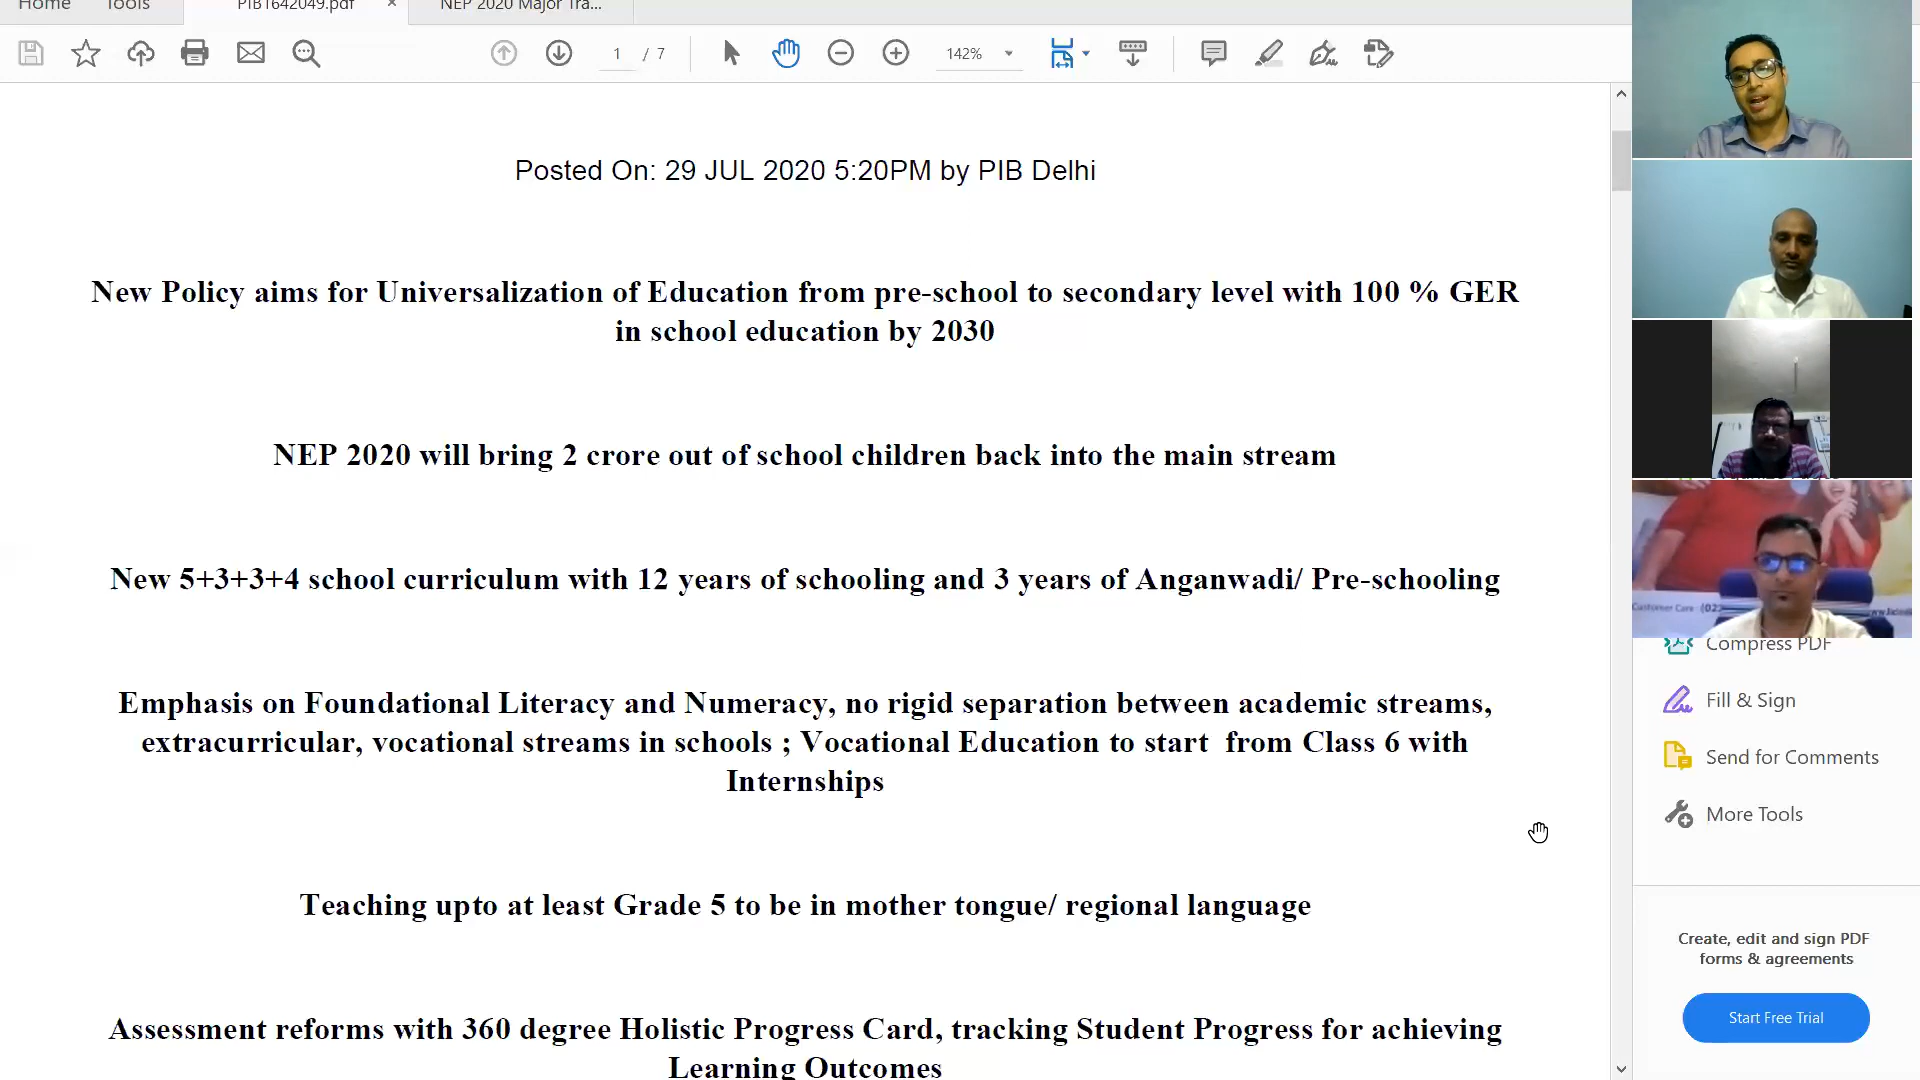 Home Tools PIB1642049.pdf × NEP 2020 Major Tra...
1 / 7 142%
Posted On: 29 JUL 2020 5:20PM by PIB Delhi
New Policy aims for Universalization of Education from pre-school to secondary level with 100 % GER
in school education by 2030
NEP 2020 will bring 2 crore out of school children back into the main stream
New 5+3+3+4 school curriculum with 12 years of schooling and 3 years of Anganwadi/ Pre-schooling
Emphasis on Foundational Literacy and Numeracy, no rigid separation between academic streams,
extracurricular, vocational streams in schools ; Vocational Education to start from Class 6 with
Internships
Teaching upto at least Grade 5 to be in mother tongue/ regional language
Assessment reforms with 360 degree Holistic Progress Card, tracking Student Progress for achieving
Learning Outcomes
Customer Care (022
Compress PDF
Fill & Sign
Send for Comments
More Tools
Create, edit and sign PDF
forms & agreements
Start Free Trial